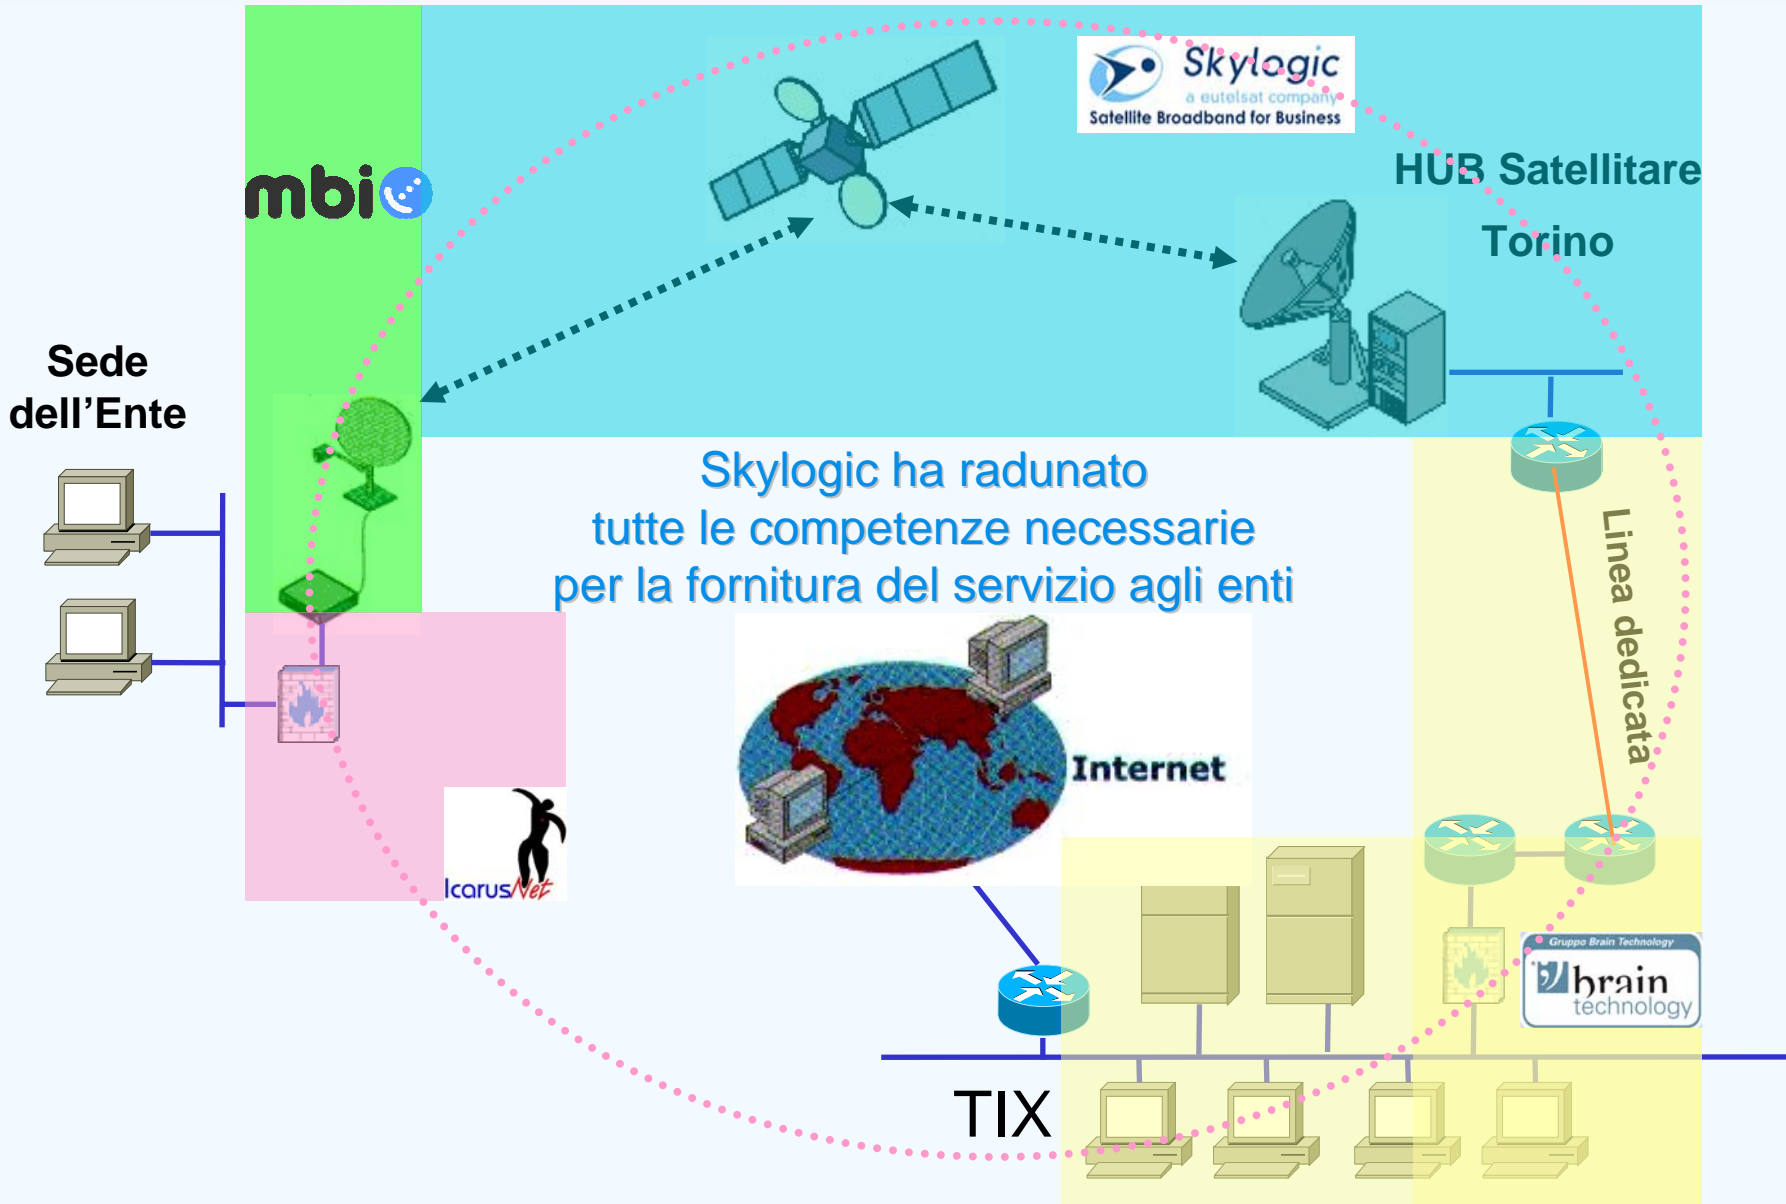 Skylogic
a eutelsat company
Satellite Broadband for Business
mbi
HUB Satellitare
Torino
Sede
dell’Ente
Skylogic ha radunato
tutte le competenze necessarie
per la fornitura del servizio agli enti
Linea dedicata
Internet
IcarusNet
Gruppo Brain Technology
brain
technology
TIX